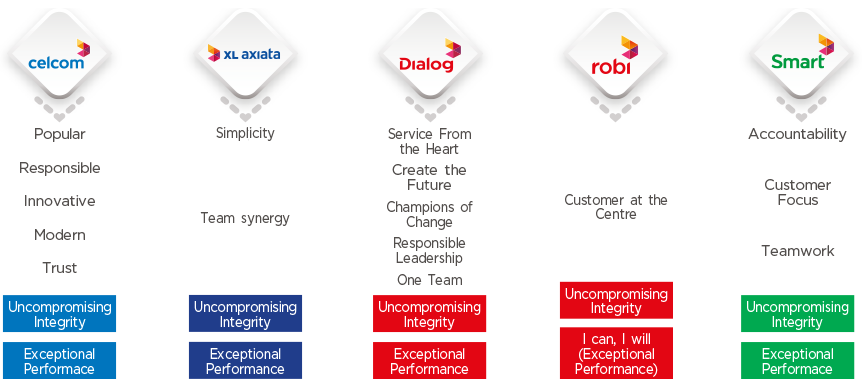 celcom
Popular
Responsible
Innovative
Modern
Trust
Uncompromising
Integrity
Exceptional
Performace
XL axiata
Simplicity
Team synergy
Uncompromising
Integrity
Exceptional
Performance
Dialog
Service From
the Heart
Create the
Future
Champions of
Change
Responsible
Leadership
One Team
Uncompromising
Integrity
Exceptional
Performance
robi
Customer at the
Centre
Uncompromising
Integrity
I can, I will
(Exceptional
Performance)
Smart
Accountability
Customer
Focus
Teamwork
Uncompromising
Integrity
Exceptional
Performace